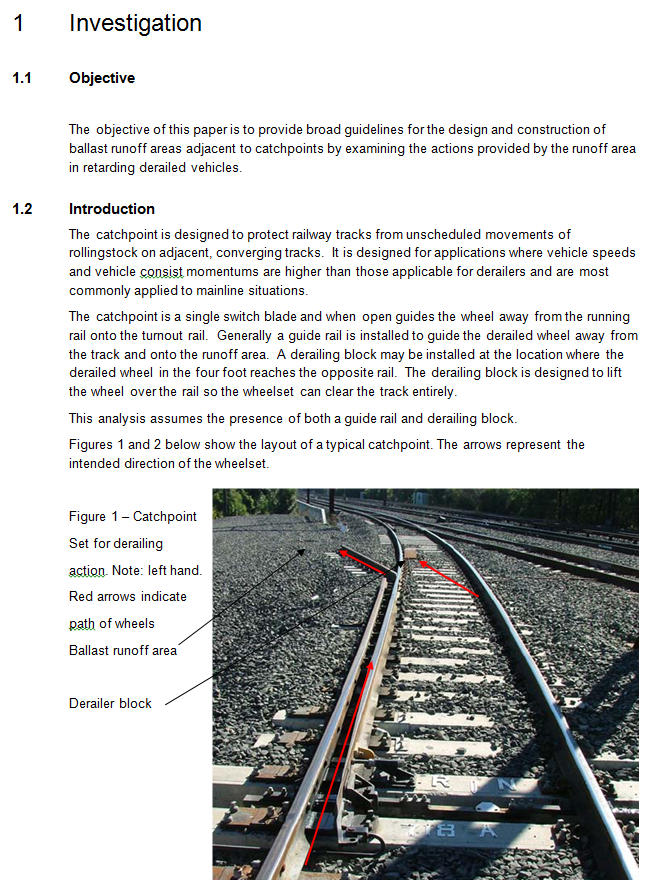 1 Investigation
1.1 Objective
The objective of this paper is to provide broad guidelines for the design and construction of
ballast runoff areas adjacent to catchpoints by examining the actions provided by the runoff area
in retarding derailed vehicles.
1.2 Introduction
The catchpoint is designed to protect railway tracks from unscheduled movements of
rollingstock on adjacent, converging tracks. It is designed for applications where vehicle speeds
and vehicle consist momentums are higher than those applicable for derailers and are most
commonly applied to mainline situations.
The catchpoint is a single switch blade and when open guides the wheel away from the running
rail onto the turnout rail. Generally a guide rail is installed to guide the derailed wheel away from
the track and onto the runoff area. A derailing block may be installed at the location where the
derailed wheel in the four foot reaches the opposite rail. The derailing block is designed to lift
the wheel over the rail so the wheelset can clear the track entirely.
This analysis assumes the presence of both a guide rail and derailing block.
Figures 1 and 2 below show the layout of a typical catchpoint. The arrows represent the
intended direction of the wheelset.
Figure 1 – Catchpoint
Set for derailing
action. Note: left hand.
Red arrows indicate
path of wheels
Ballast runoff area
Derailer block